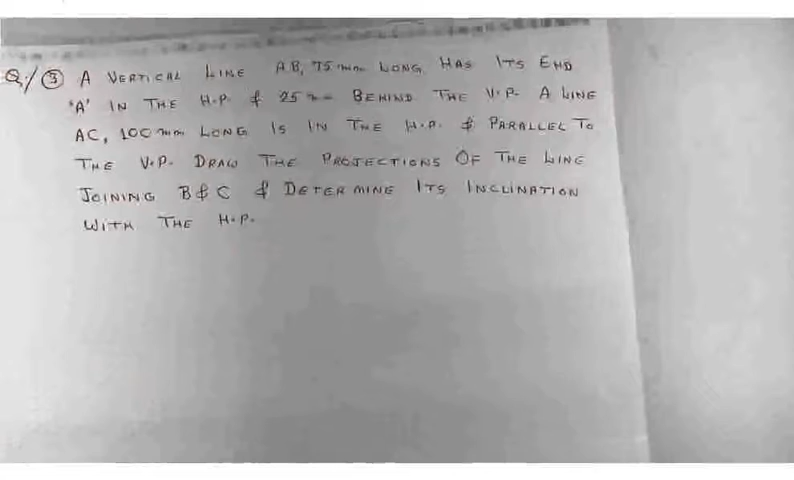 Q/ ③ A VERTICAL LINE AB, 75 mm LONG HAS ITS END
'A' IN THE H.P. & 25 mm BEHIND THE V.P. A LINE
AC, 100 mm LONG IS IN THE H.P. & PARALLEL TO
THE V.P. DRAW THE PROJECTIONS OF THE LINE
JOINING B & C & DETERMINE ITS INCLINATION
WITH THE H.P.